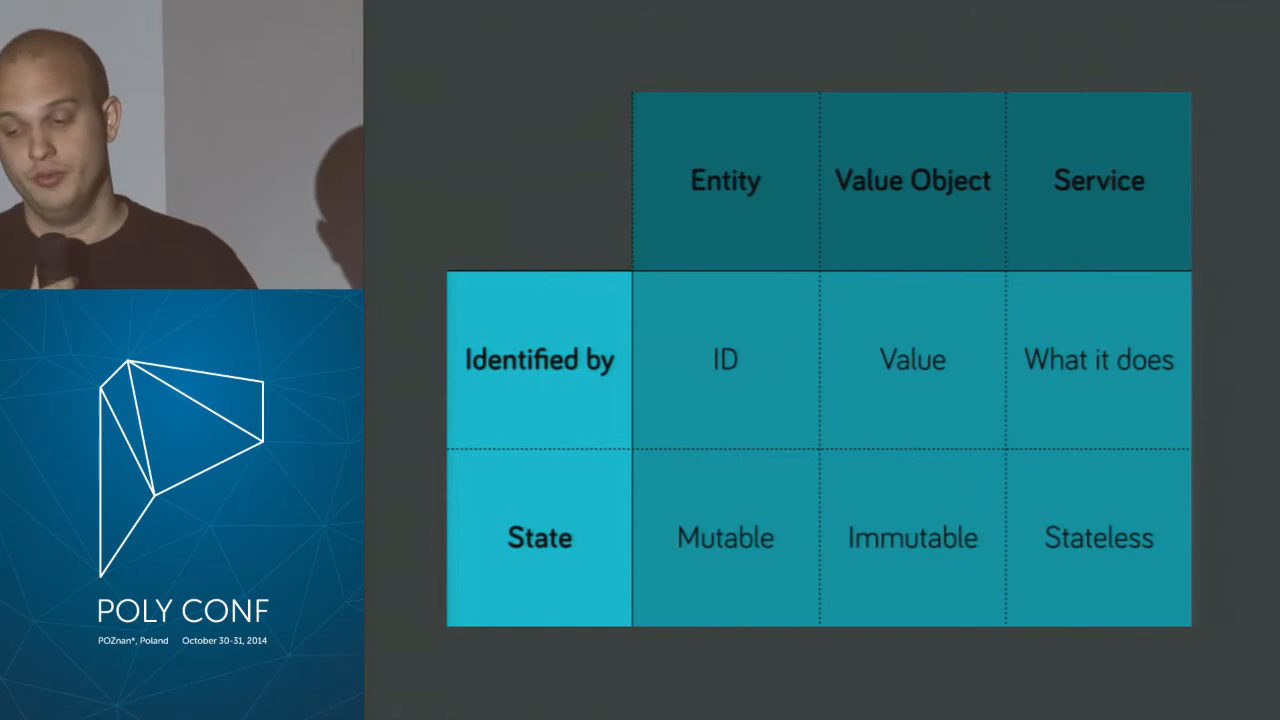 Entity Value Object Service
Identified by ID Value What it does
State Mutable Immutable Stateless
POLY CONF
POZnan*, Poland October 30-31, 2014